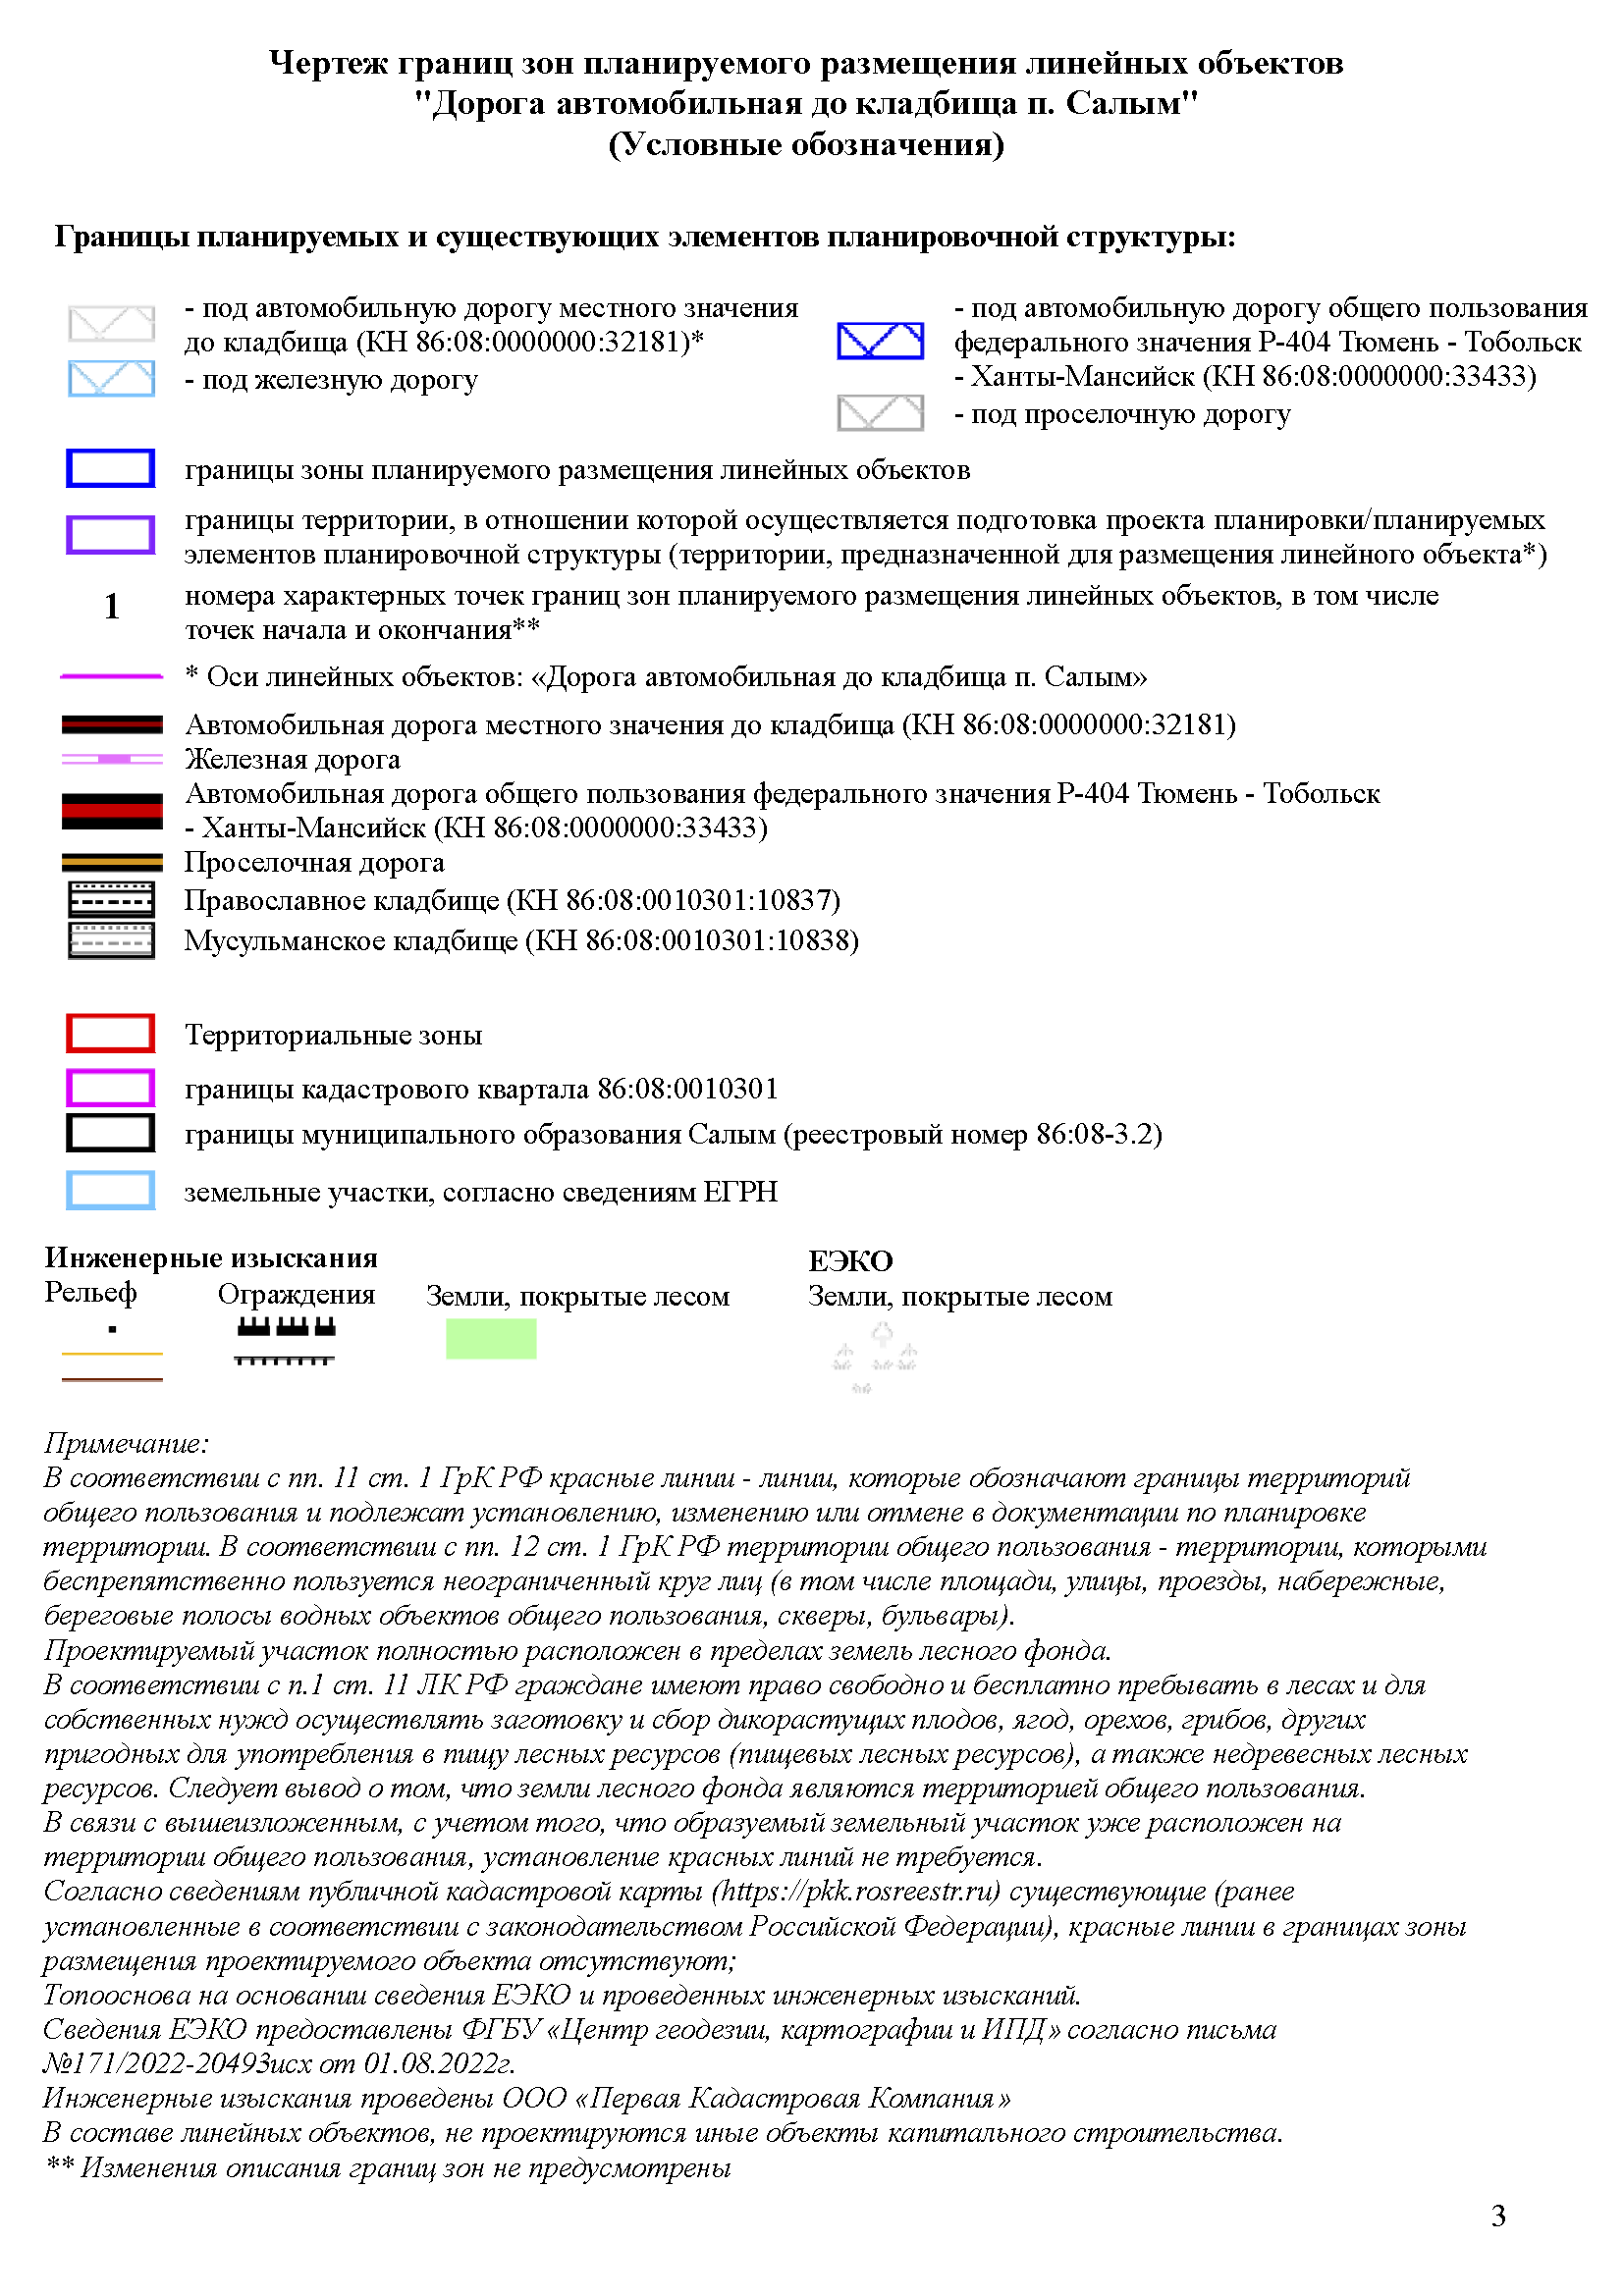 Чертеж границ зон планируемого размещения линейных объектов
"Дорога автомобильная до кладбища п. Салым"
(Условные обозначения)
Границы планируемых и существующих элементов планировочной структуры:
- под автомобильную дорогу местного значения
до кладбища (КН 86:08:0000000:32181)*
- под железную дорогу
- под автомобильную дорогу общего пользования
федерального значения Р-404 Тюмень - Тобольск
- Ханты-Мансийск (КН 86:08:0000000:33433)
- под проселочную дорогу
границы зоны планируемого размещения линейных объектов
границы территории, в отношении которой осуществляется подготовка проекта планировки/планируемых
элементов планировочной структуры (территории, предназначенной для размещения линейного объекта*)
1
номера характерных точек границ зон планируемого размещения линейных объектов, в том числе
точек начала и окончания**
* Оси линейных объектов: «Дорога автомобильная до кладбища п. Салым»
Автомобильная дорога местного значения до кладбища (КН 86:08:0000000:32181)
Железная дорога
Автомобильная дорога общего пользования федерального значения Р-404 Тюмень - Тобольск
- Ханты-Мансийск (КН 86:08:0000000:33433)
Проселочная дорога
Православное кладбище (КН 86:08:0010301:10837)
Мусульманское кладбище (КН 86:08:0010301:10838)
Территориальные зоны
границы кадастрового квартала 86:08:0010301
границы муниципального образования Салым (реестровый номер 86:08-3.2)
земельные участки, согласно сведениям ЕГРН
Инженерные изыскания
Рельеф
Ограждения
Земли, покрытые лесом
ЕЭКО
Земли, покрытые лесом
Примечание:
В соответствии с пп. 11 ст. 1 ГрК РФ красные линии - линии, которые обозначают границы территорий
общего пользования и подлежат установлению, изменению или отмене в документации по планировке
территории. В соответствии с пп. 12 ст. 1 ГрК РФ территории общего пользования - территории, которыми
беспрепятственно пользуется неограниченный круг лиц (в том числе площади, улицы, проезды, набережные,
береговые полосы водных объектов общего пользования, скверы, бульвары).
Проектируемый участок полностью расположен в пределах земель лесного фонда.
В соответствии с п.1 ст. 11 ЛК РФ граждане имеют право свободно и бесплатно пребывать в лесах и для
собственных нужд осуществлять заготовку и сбор дикорастущих плодов, ягод, орехов, грибов, других
пригодных для употребления в пищу лесных ресурсов (пищевых лесных ресурсов), а также недревесных лесных
ресурсов. Следует вывод о том, что земли лесного фонда являются территорией общего пользования.
В связи с вышеизложенным, с учетом того, что образуемый земельный участок уже расположен на
территории общего пользования, установление красных линий не требуется.
Согласно сведениям публичной кадастровой карты (https://pkk.rosreestr.ru) существующие (ранее
установленные в соответствии с законодательством Российской Федерации), красные линии в границах зоны
размещения проектируемого объекта отсутствуют;
Топооснова на основании сведения ЕЭКО и проведенных инженерных изысканий.
Сведения ЕЭКО предоставлены ФГБУ «Центр геодезии, картографии и ИПД» согласно письма
№171/2022-20493исх от 01.08.2022г.
Инженерные изыскания проведены ООО «Первая Кадастровая Компания»
В составе линейных объектов, не проектируются иные объекты капитального строительства.
** Изменения описания границ зон не предусмотрены
3